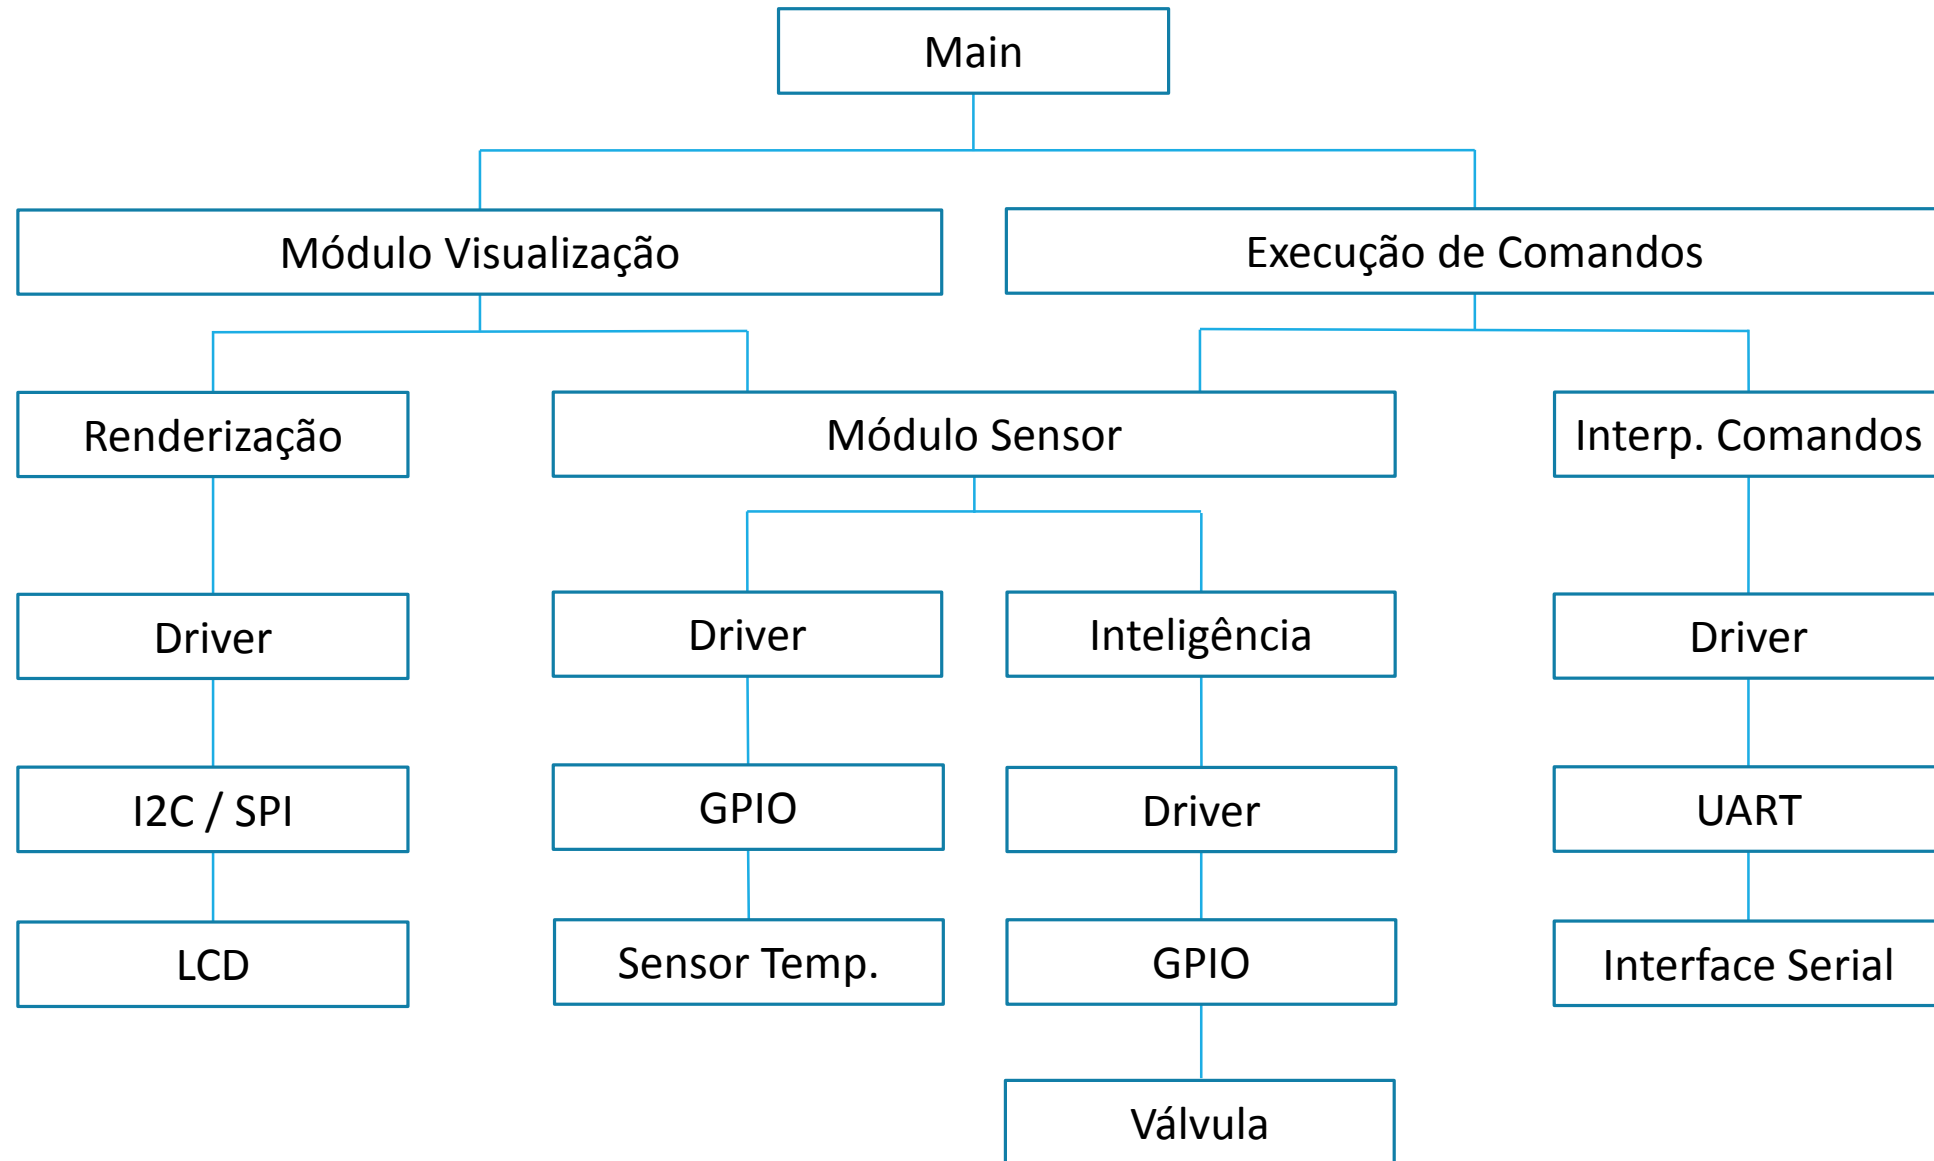 Main
Módulo Visualização
Execução de Comandos
Renderização
Módulo Sensor
Interp. Comandos
Driver
Driver
Inteligência
Driver
I2C / SPI
GPIO
Driver
UART
LCD
Sensor Temp.
GPIO
Interface Serial
Válvula